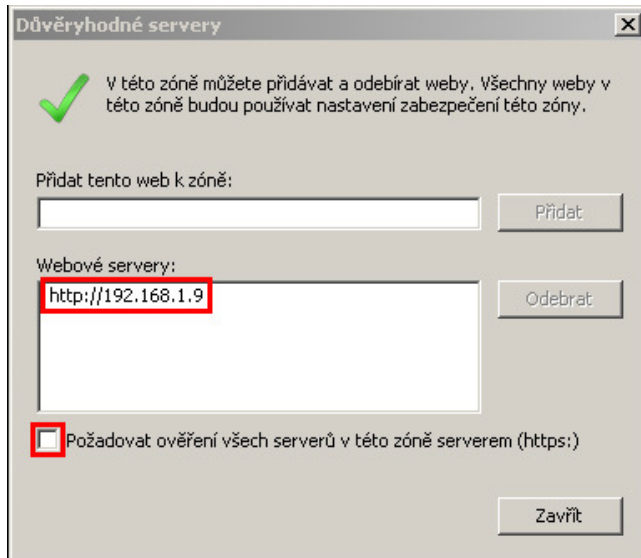 Důvěryhodné servery
V této zóně můžete přidávat a odebírat weby. Všechny weby v
této zóně budou používat nastavení zabezpečení této zóny.
Přidat tento web k zóně:
Přidat
Webové servery:
http://192.168.1.9
Odebrat
Požadovat ověření všech serverů v této zóně serverem (https:)
Zavřít